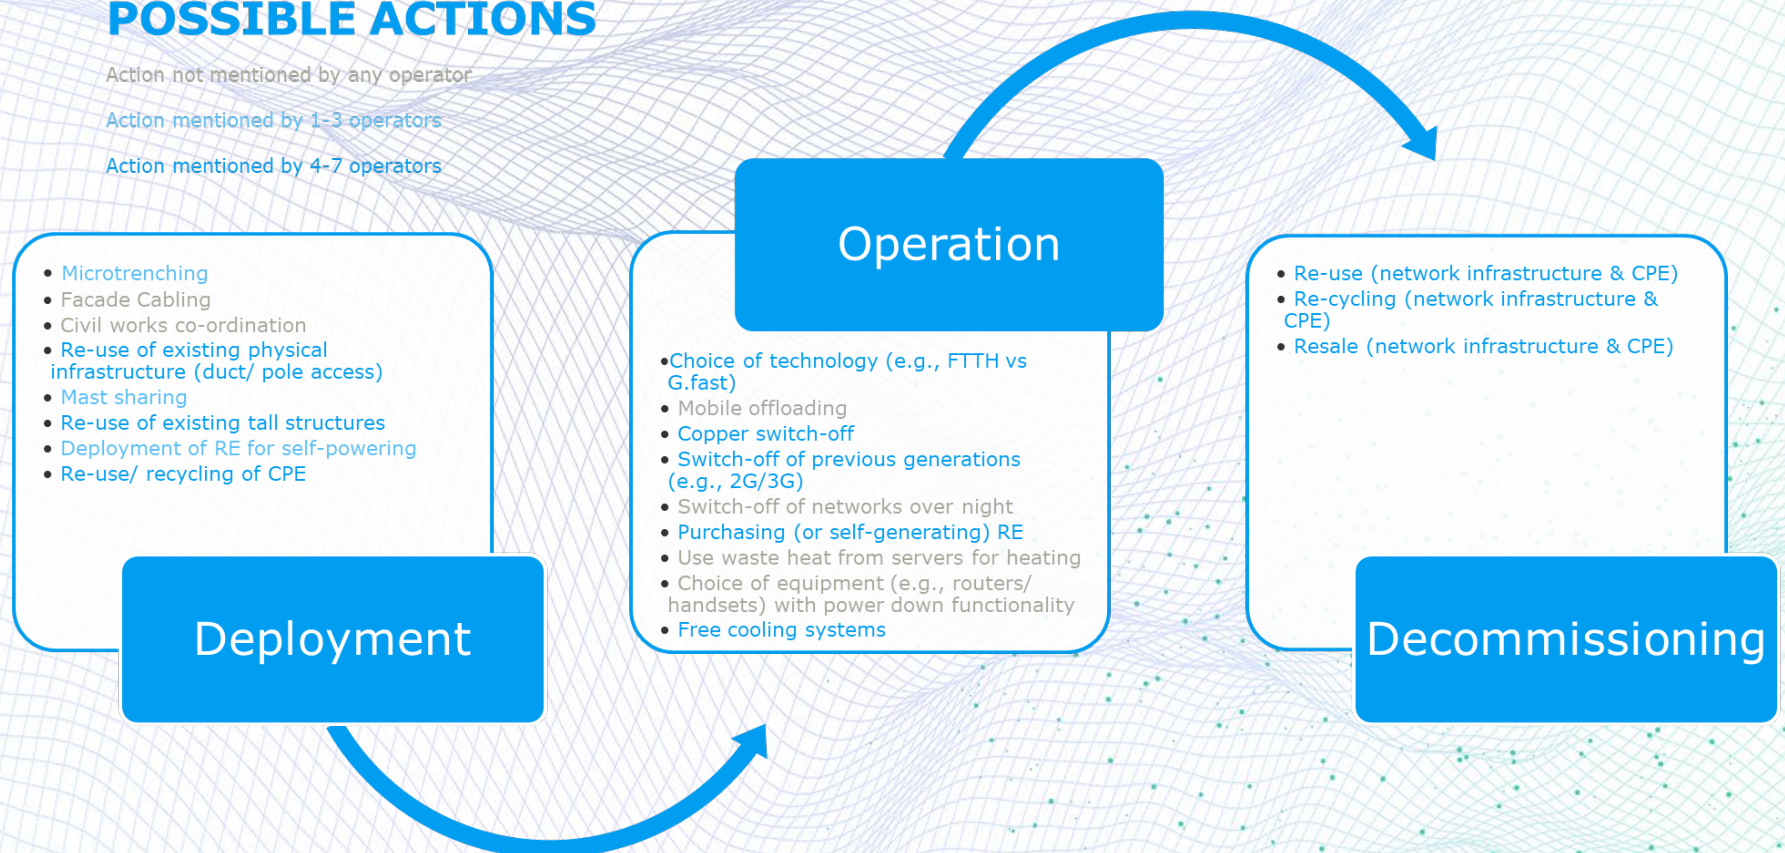 POSSIBLE ACTIONS
Action not mentioned by any operator
Action mentioned by 1-3 operators
Action mentioned by 4-7 operators
• Microtrenching
• Facade Cabling
• Civil works co-ordination
• Re-use of existing physical
infrastructure (duct/ pole access)
• Mast sharing
• Re-use of existing tall structures
• Deployment of RE for self-powering
• Re-use/ recycling of CPE
Deployment
Operation
•Choice of technology (e.g., FTTH vs
G.fast)
• Mobile offloading
• Copper switch-off
• Switch-off of previous generations
(e.g., 2G/3G)
• Switch-off of networks over night
• Purchasing (or self-generating) RE
• Use waste heat from servers for heating
• Choice of equipment (e.g., routers/
handsets) with power down functionality
• Free cooling systems
• Re-use (network infrastructure & CPE)
• Re-cycling (network infrastructure &
CPE)
• Resale (network infrastructure & CPE)
Decommissioning